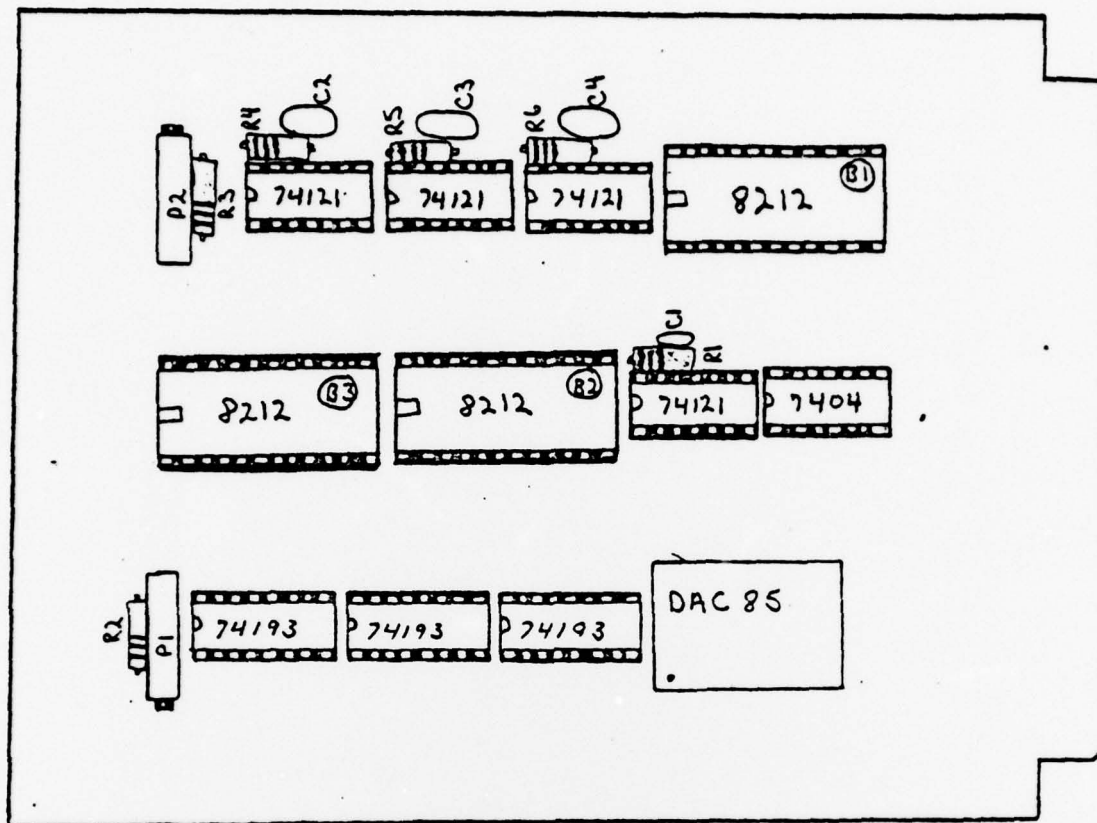 R4 C2 R5 C3 R6 C4
P2 R3 74121 74121 74121 8212 B1
C1 R1
8212 B3 8212 B2 74121 7404
R2 P1 74193 74193 74193 DAC 85